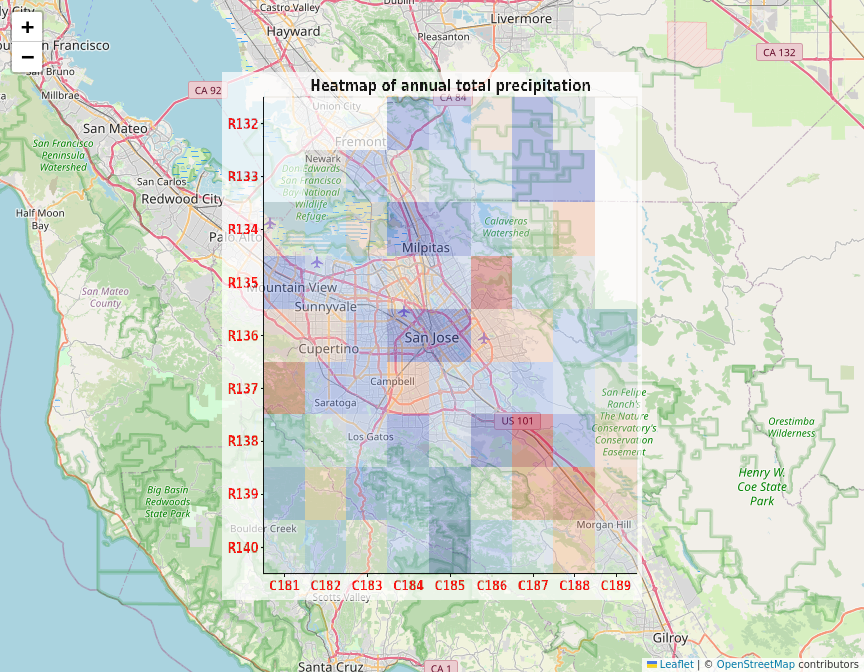 Castro Valley
Dublin
Livermore
Hayward
Pleasanton
San Francisco
San Bruno
Millbrae
CA 92
CA 132
+
−
Heatmap of annual total precipitation
CA 84
Union City
San Mateo
R132
Fremont
San Francisco
Peninsula
Watershed
Newark
Don Edwards
San Francisco
Bay National
Wildlife
Refuge
R133
San Carlos
Redwood City
Half Moon
Bay
R134
Palo Alto
Milpitas
Calaveras
Watershed
R135
Mountain View
San Mateo
County
Sunnyvale
R136
San Jose
Cupertino
R137
Campbell
Saratoga
San Felipe
Ranch:
The Nature
Conservancy's
Conservation
Easement
US 101
Orestimba
Wilderness
R138
Los Gatos
R139
Big Basin
Redwoods
State Park
Henry W.
Coe State
Park
Boulder Creek
Morgan Hill
R140
C181 C182 C183 C184 C185 C186 C187 C188 C189
Scotts Valley
Gilroy
Santa Cruz
CA 1
Leaflet | © OpenStreetMap contributors